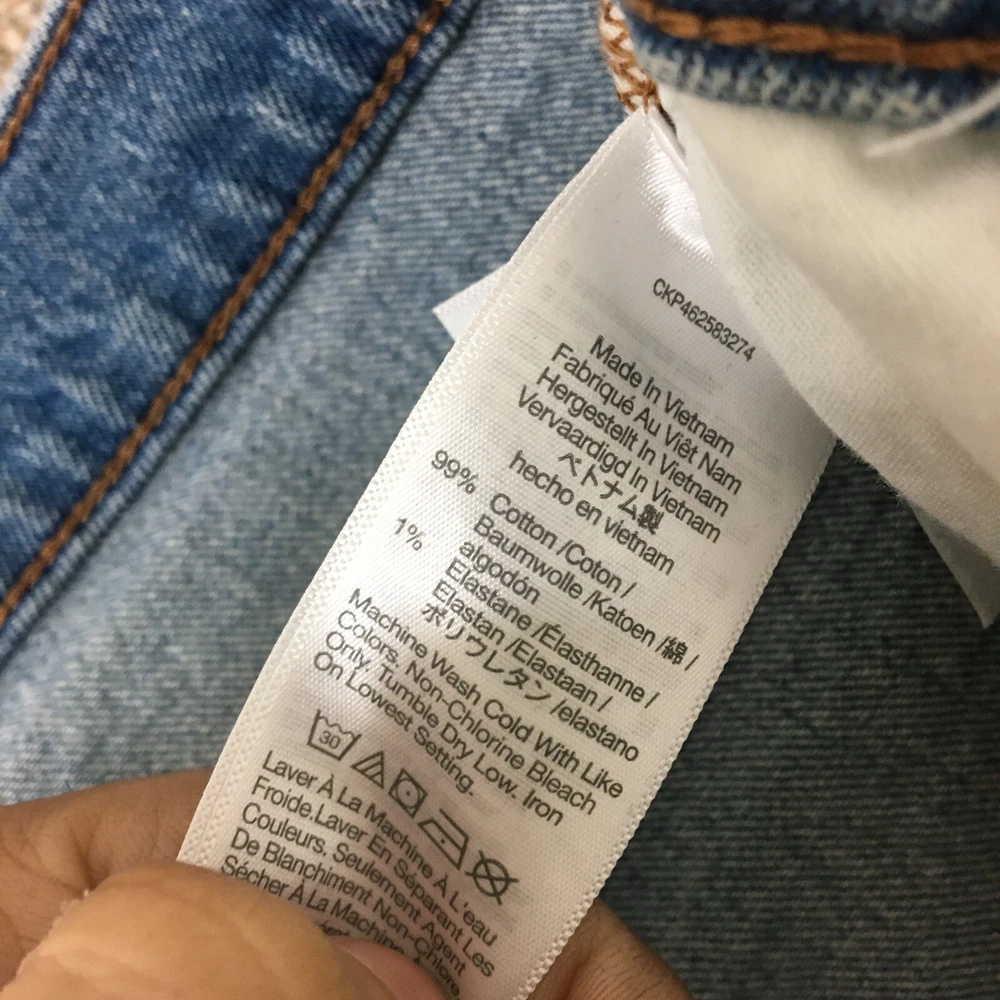 CKP462583274
Made In Vietnam
Fabriqué Au Viêt Nam
Hergestellt In Vietnam
Vervaardigd In Vietnam
ベトナム製
hecho en vietnam
99% Cotton /Coton /
Baumwolle /Katoen /綿 /
algodón
1% Elastane /Élasthanne /
Elastan /Elastaan /
ポリウレタン /elastano
Machine Wash Cold With Like
Colors. Non-Chlorine Bleach
Only. Tumble Dry Low. Iron
On Lowest Setting.
30
Laver À La Machine À L'eau
Froide.Laver En Séparant Les
Couleurs. Seulement Agent
De Blanchiment Non-Chlore.
Sécher À La Machine